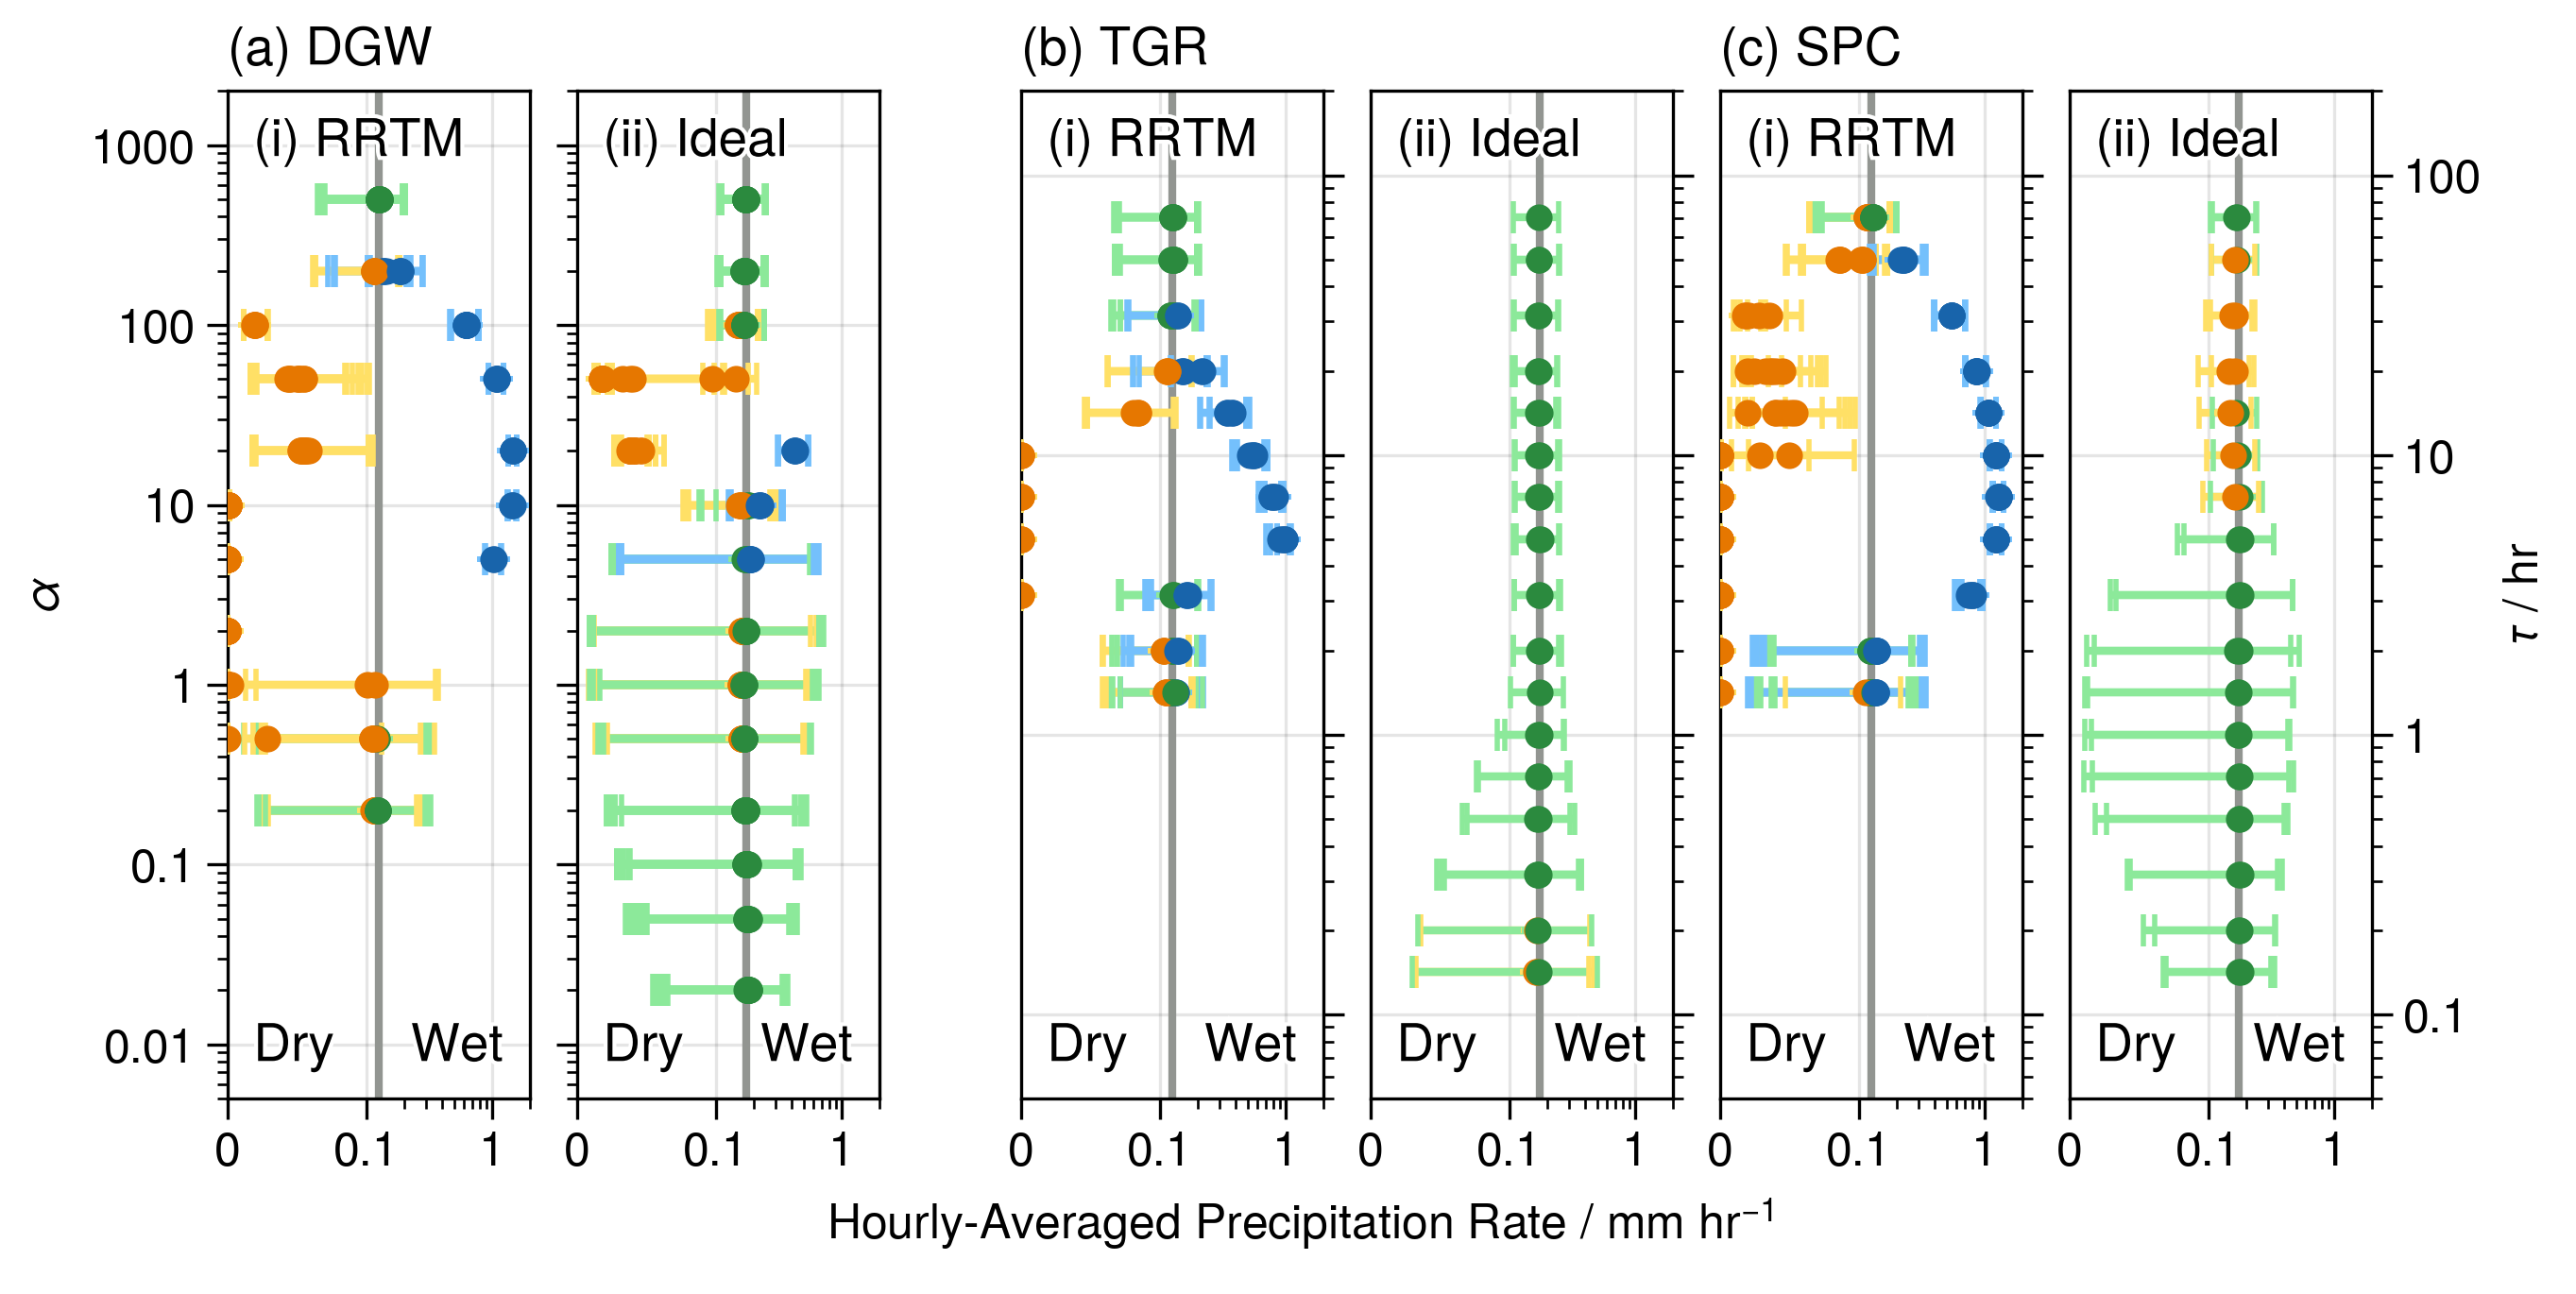 (a) DGW
(b) TGR
(c) SPC
(i) RRTM
(ii) Ideal
(i) RRTM
(ii) Ideal
(i) RRTM
(ii) Ideal
1000
100
10
1
0.1
0.01
α
100
10
1
0.1
τ / hr
Dry Wet
Dry Wet
Dry Wet
Dry Wet
Dry Wet
Dry Wet
0 0.1 1
0 0.1 1
0 0.1 1
0 0.1 1
0 0.1 1
0 0.1 1
Hourly-Averaged Precipitation Rate / mm hr⁻¹